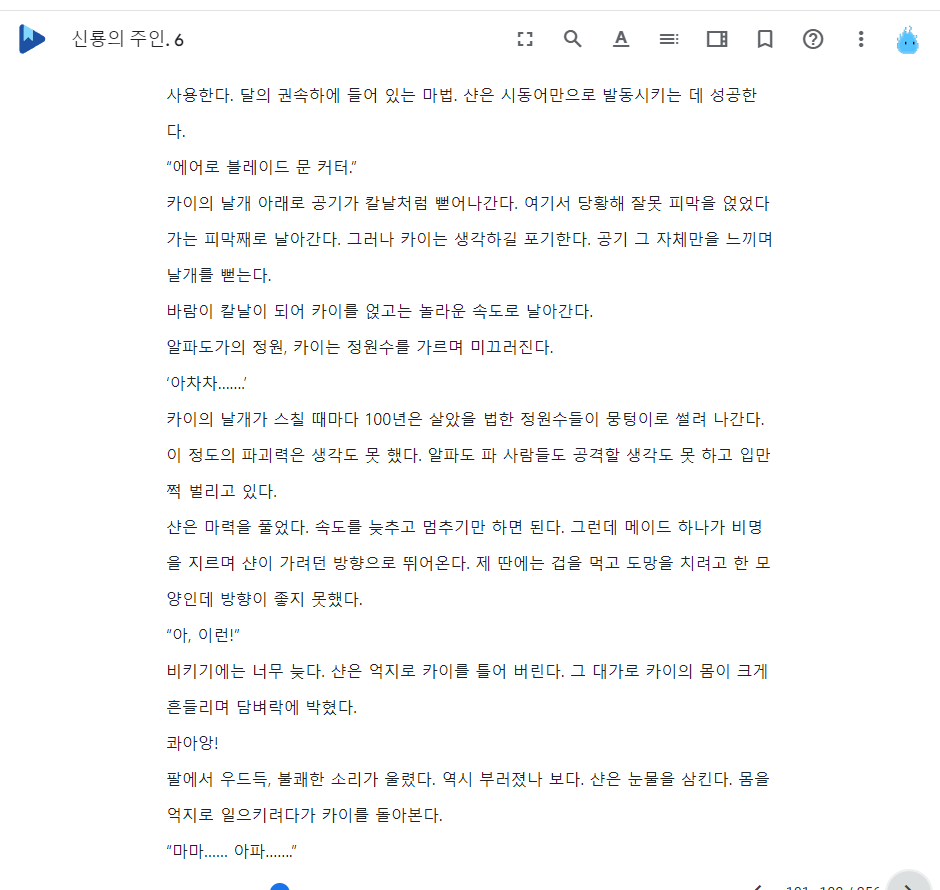 신룡의 주인. 6
사용한다. 달의 권속하에 들어 있는 마법. 샨은 시동어만으로 발동시키는 데 성공한
다.
“에어로 블레이드 문 커터.”
카이의 날개 아래로 공기가 칼날처럼 뻗어나간다. 여기서 당황해 잘못 피막을 얹었다
가는 피막째로 날아간다. 그러나 카이는 생각하길 포기한다. 공기 그 자체만을 느끼며
날개를 뻗는다.
바람이 칼날이 되어 카이를 얹고는 놀라운 속도로 날아간다.
알파도가의 정원, 카이는 정원수를 가르며 미끄러진다.
‘아차차…….’
카이의 날개가 스칠 때마다 100년은 살았을 법한 정원수들이 뭉텅이로 썰려 나간다.
이 정도의 파괴력은 생각도 못 했다. 알파도 파 사람들도 공격할 생각도 못 하고 입만
쩍 벌리고 있다.
샨은 마력을 풀었다. 속도를 늦추고 멈추기만 하면 된다. 그런데 메이드 하나가 비명
을 지르며 샨이 가려던 방향으로 뛰어온다. 제 딴에는 겁을 먹고 도망을 치려고 한 모
양인데 방향이 좋지 못했다.
“아, 이런!”
비키기에는 너무 늦다. 샨은 억지로 카이를 틀어 버린다. 그 대가로 카이의 몸이 크게
흔들리며 담벼락에 박혔다.
콰아앙!
팔에서 우드득, 불쾌한 소리가 울렸다. 역시 부러졌나 보다. 샨은 눈물을 삼킨다. 몸을
억지로 일으키려다가 카이를 돌아본다.
“마마…… 아파…….”